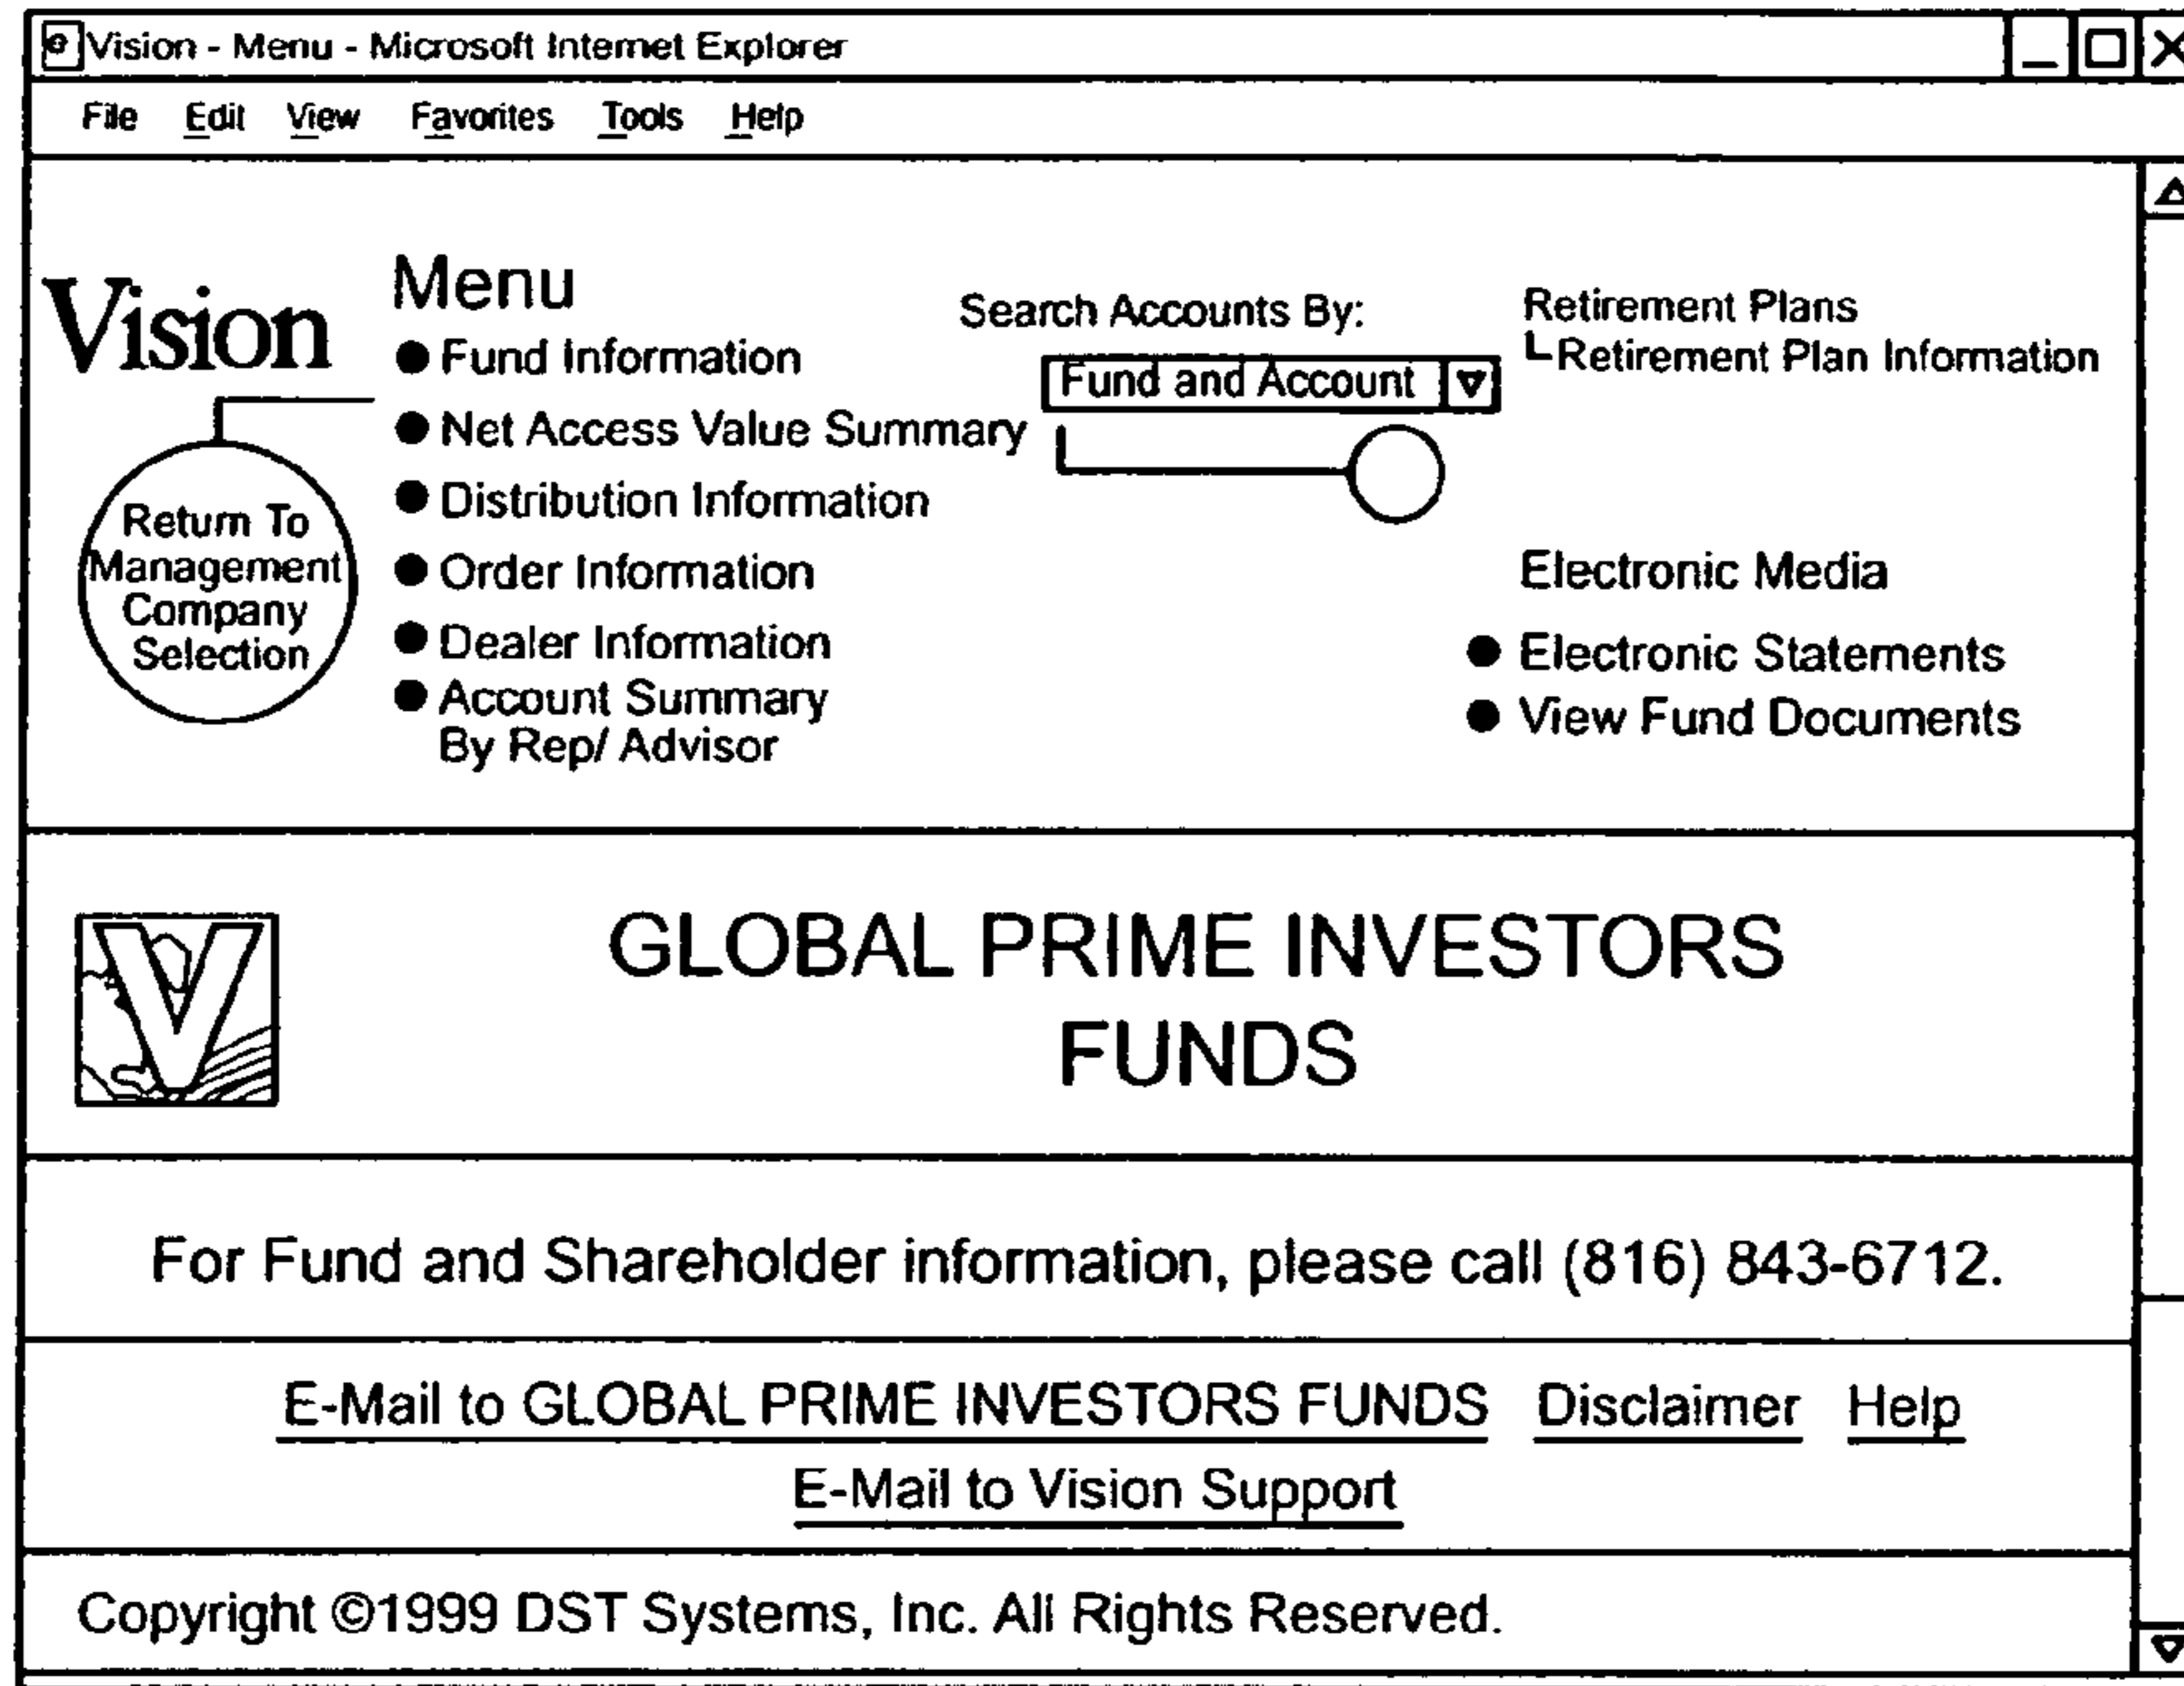 Vision - Menu - Microsoft Internet Explorer
File Edit View Favorites Tools Help
Vision
Return To
Management
Company
Selection
Menu
Fund Information
Net Access Value Summary
Distribution Information
Order Information
Dealer Information
Account Summary
By Rep/ Advisor
Search Accounts By:
Fund and Account
Retirement Plans
Retirement Plan Information
Electronic Media
Electronic Statements
View Fund Documents
V
GLOBAL PRIME INVESTORS
FUNDS
For Fund and Shareholder information, please call (816) 843-6712.
E-Mail to GLOBAL PRIME INVESTORS FUNDS Disclaimer Help
E-Mail to Vision Support
Copyright ©1999 DST Systems, Inc. All Rights Reserved.